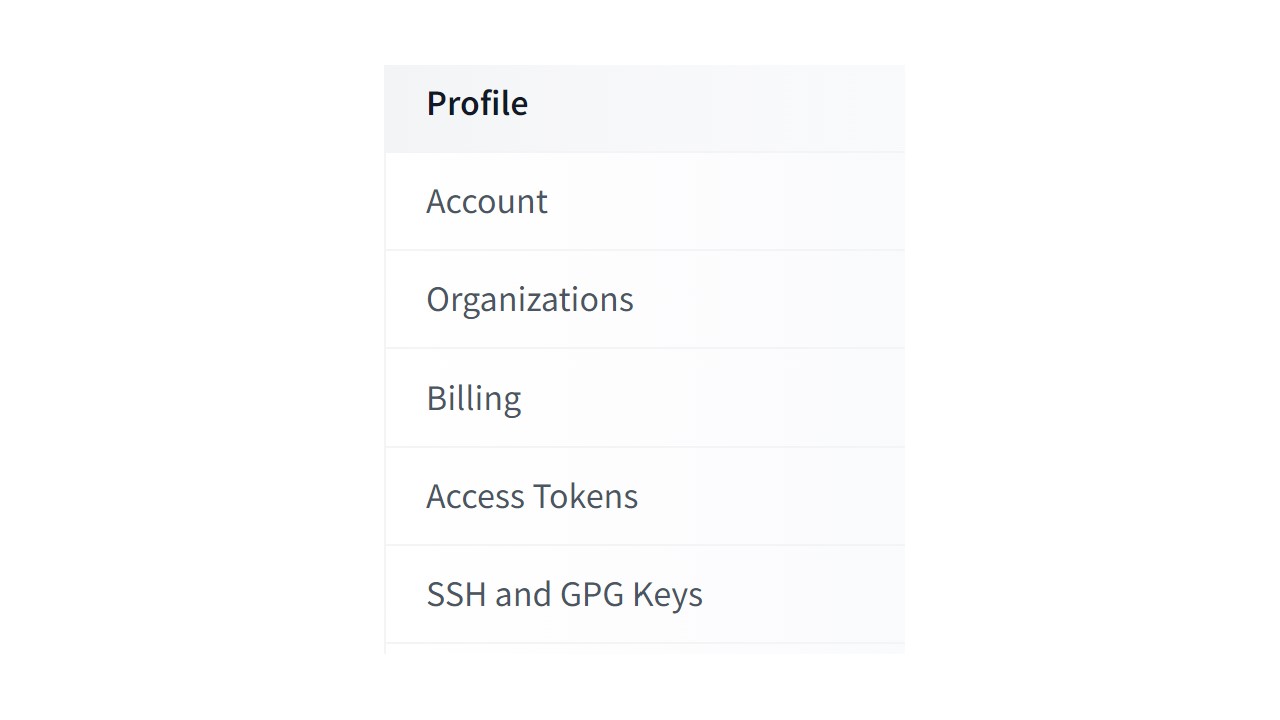 Profile
Account
Organizations
Billing
Access Tokens
SSH and GPG Keys